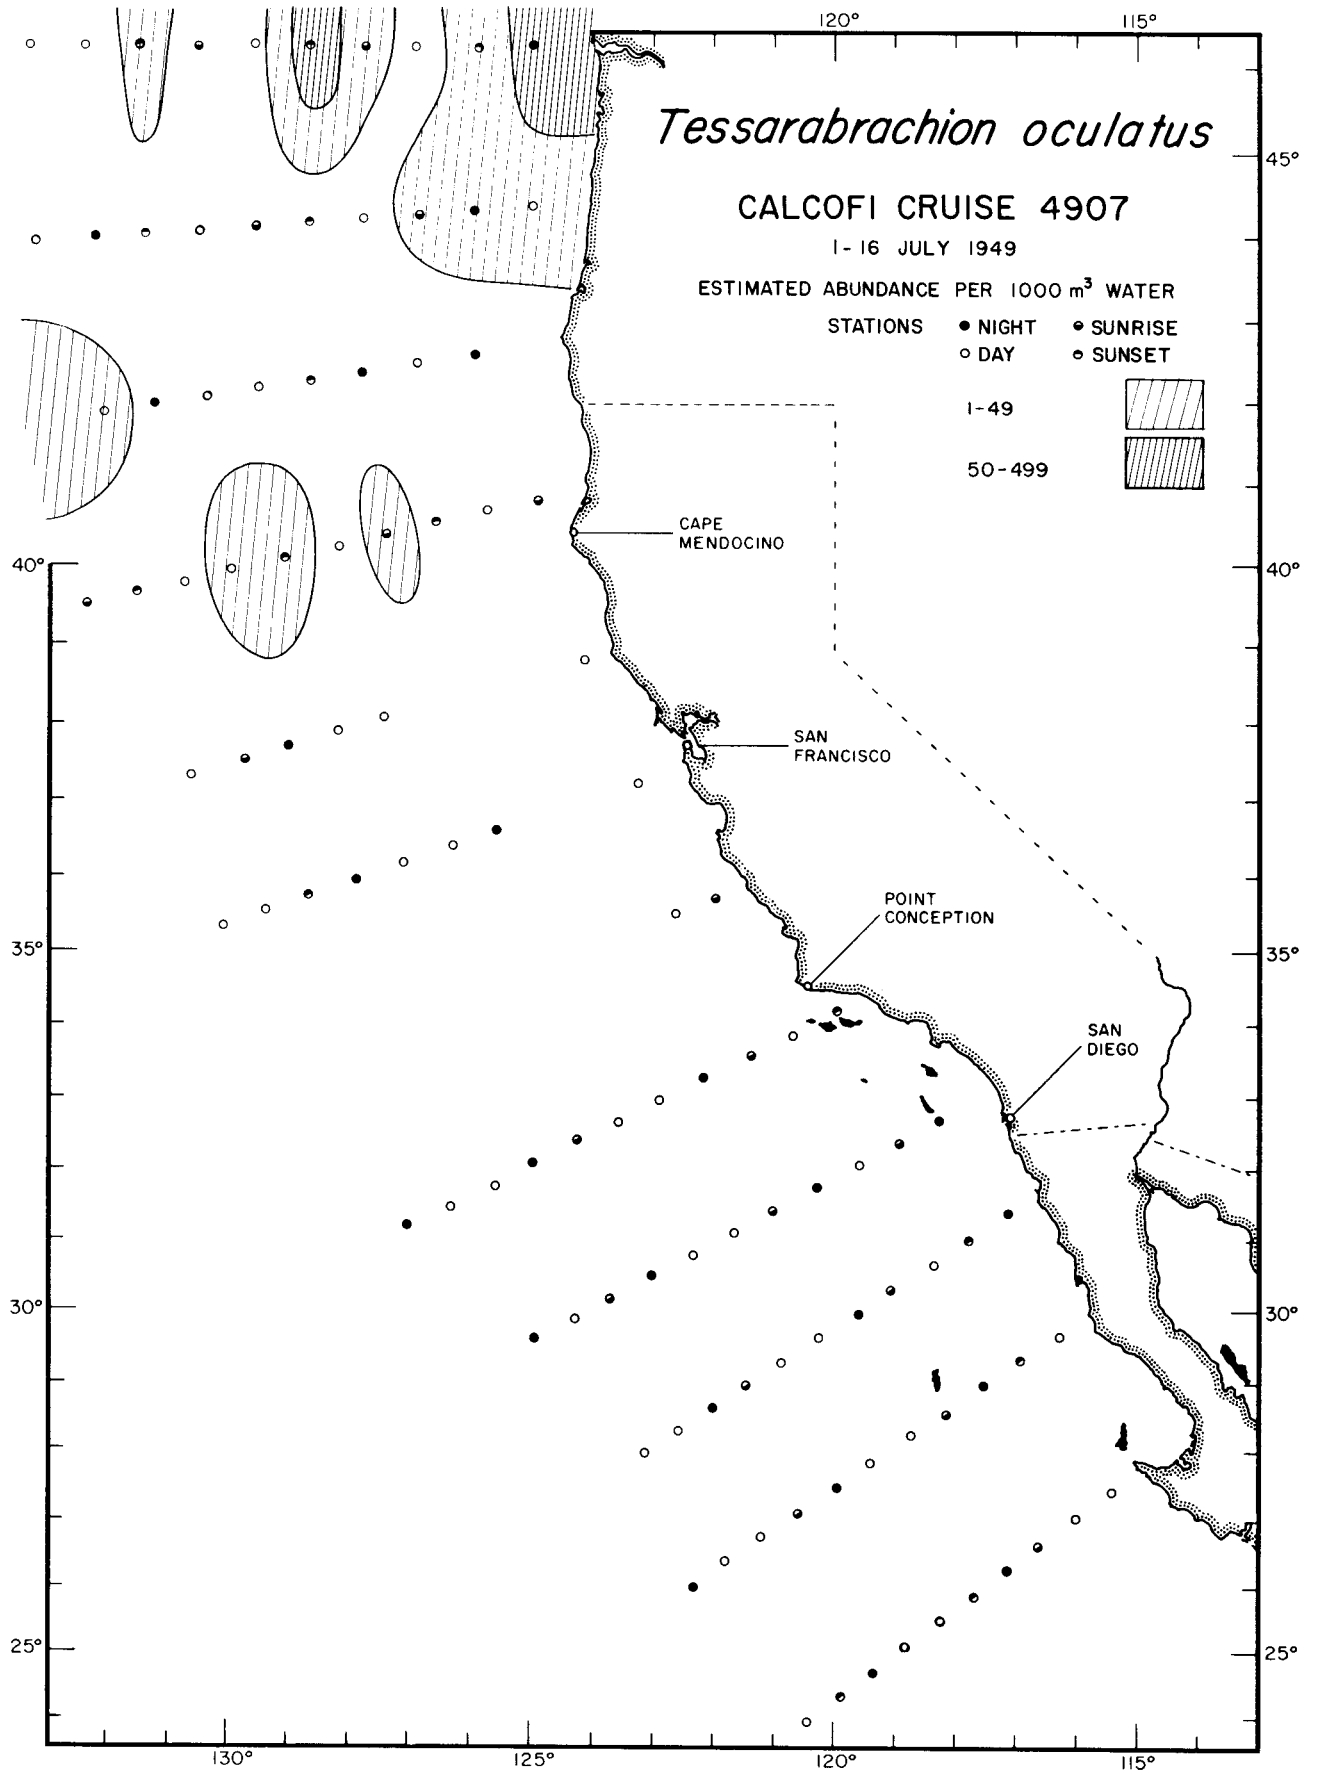 120° 115°
Tessarabrachion oculatus
45°
CALCOFI CRUISE 4907
1-16 JULY 1949
ESTIMATED ABUNDANCE PER 1000 m³ WATER
STATIONS ● NIGHT ◒ SUNRISE
○ DAY ◓ SUNSET
1-49
50-499
CAPE
MENDOCINO
40° 40°
SAN
FRANCISCO
POINT
CONCEPTION
35° 35°
SAN
DIEGO
30° 30°
25° 25°
130° 125° 120° 115°